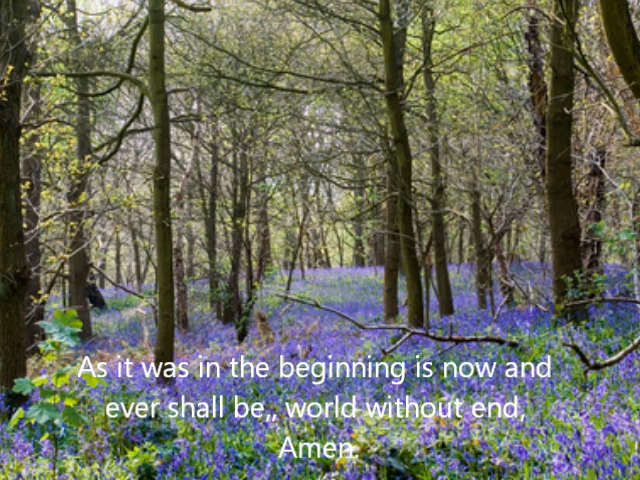 As it was in the beginning is now and
ever shall be,, world without end,
Amen.